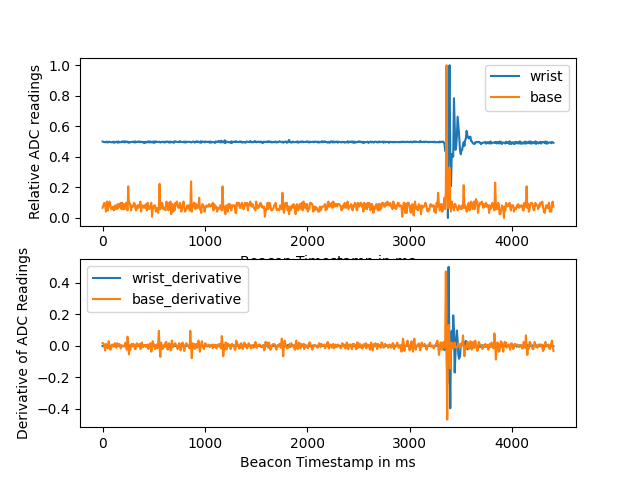 Relative ADC readings
1.0
0.8
0.6
0.4
0.2
0.0
wrist
base
0 1000 2000 3000 4000
Beacon Timestamp in ms
Derivative of ADC Readings
0.4
0.2
0.0
−0.2
−0.4
wrist_derivative
base_derivative
0 1000 2000 3000 4000
Beacon Timestamp in ms